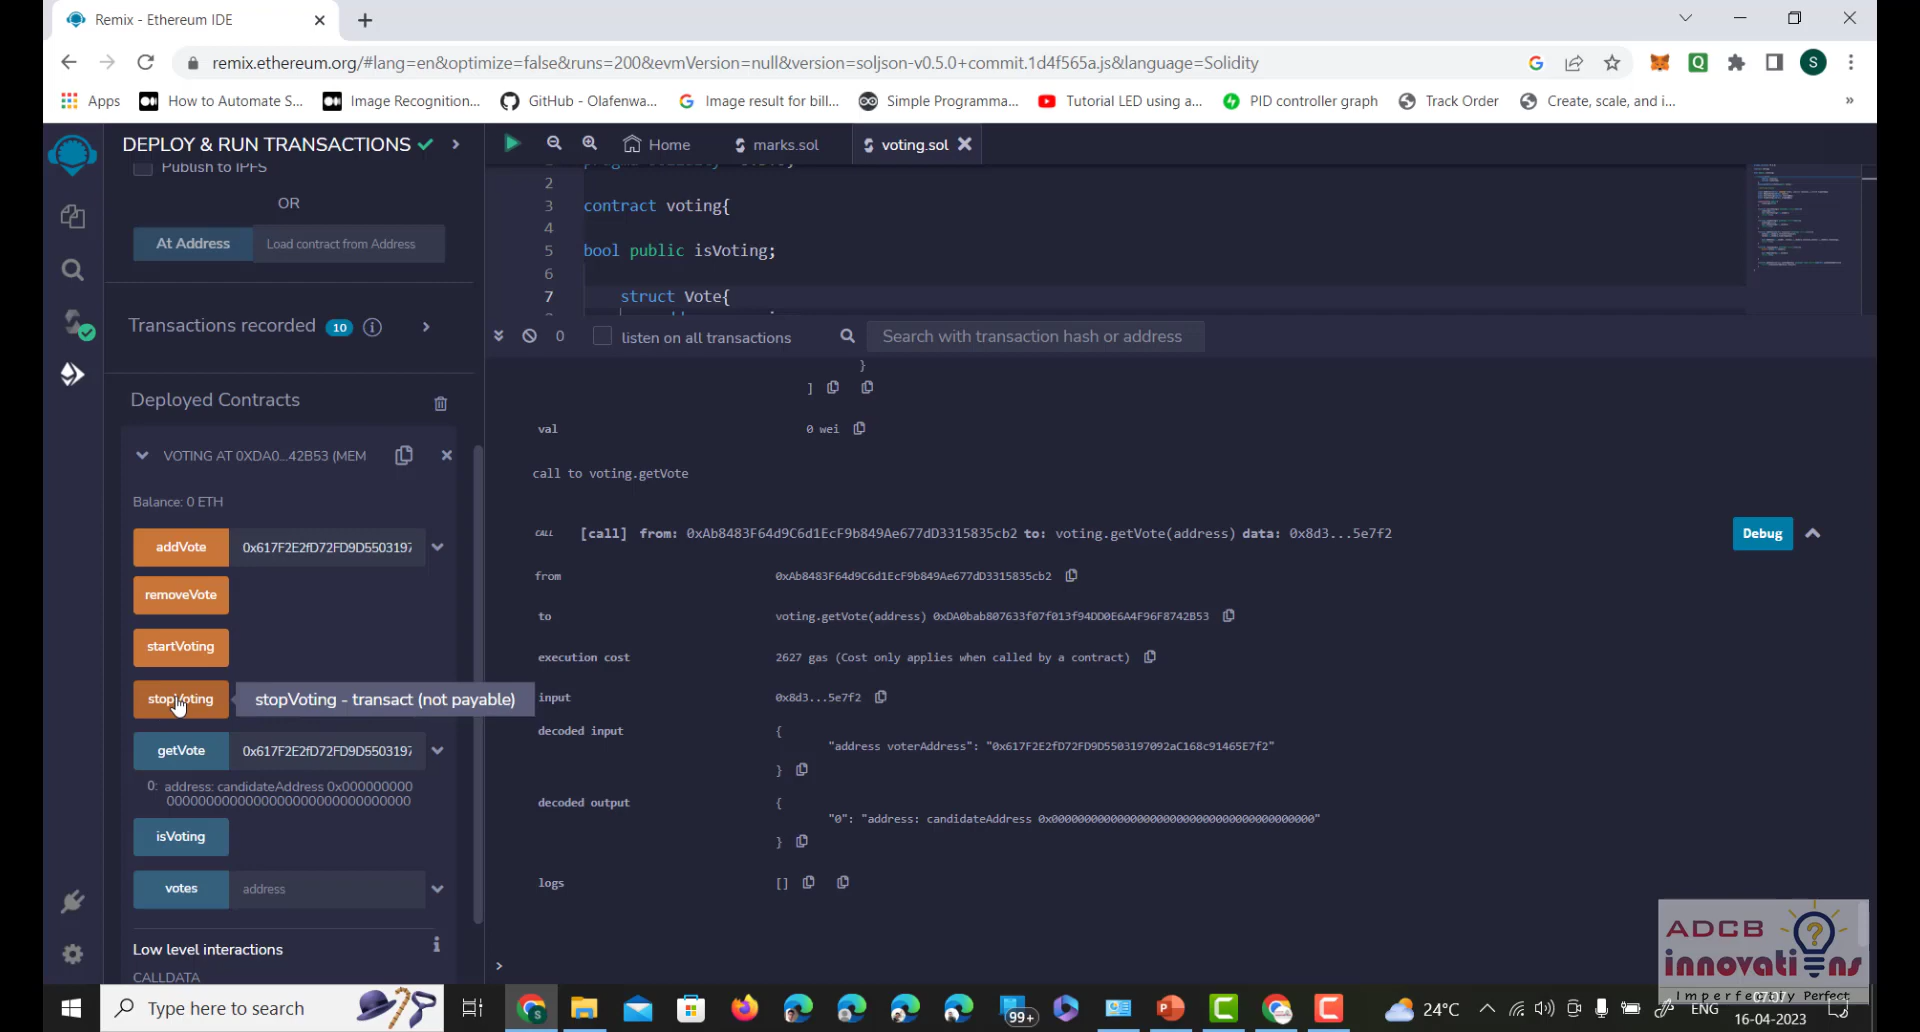 Remix - Ethereum IDE
remix.ethereum.org/#lang=en&optimize=false&runs=200&evmVersion=null&version=soljson-v0.5.0+commit.1d4f565a.js&language=Solidity
Q
S
Apps
How to Automate S...
Image Recognition...
GitHub - Olafenwa...
Image result for bill...
Simple Programma...
Tutorial LED using a...
PID controller graph
Track Order
Create, scale, and i...
»
DEPLOY & RUN TRANSACTIONS
Home
marks.sol
voting.sol
Publish to IPFS
OR
At Address
Load contract from Address
2
3 contract voting{
4
5 bool public isVoting;
6
7 struct Vote{
Transactions recorded 10
0
listen on all transactions
Search with transaction hash or address
Deployed Contracts
VOTING AT 0XDA0...42B53 (MEM
Balance: 0 ETH
addVote
0x617F2E2fD72FD9D5503197
removeVote
startVoting
stopVoting
stopVoting - transact (not payable)
getVote
0x617F2E2fD72FD9D5503197
0: address: candidateAddress 0x000000000
0000000000000000000000000000000
isVoting
votes
address
Low level interactions
CALLDATA
}
]
val 0 wei
call to voting.getVote
CALL [call] from: 0xAb8483F64d9C6d1EcF9b849Ae677dD3315835cb2 to: voting.getVote(address) data: 0x8d3...5e7f2
Debug
from 0xAb8483F64d9C6d1EcF9b849Ae677dD3315835cb2
to voting.getVote(address) 0xDA0bab807633f07f013f94DD0E6A4F96F8742B53
execution cost 2627 gas (Cost only applies when called by a contract)
input 0x8d3...5e7f2
decoded input {
"address voterAddress": "0x617F2E2fD72FD9D5503197092aC168c91465E7f2"
}
decoded output {
"0": "address: candidateAddress 0x0000000000000000000000000000000000000000"
}
logs []
>
ADCB
innovations
Imperfectly Perfect
Type here to search
99+
24°C
ENG
16-04-2023